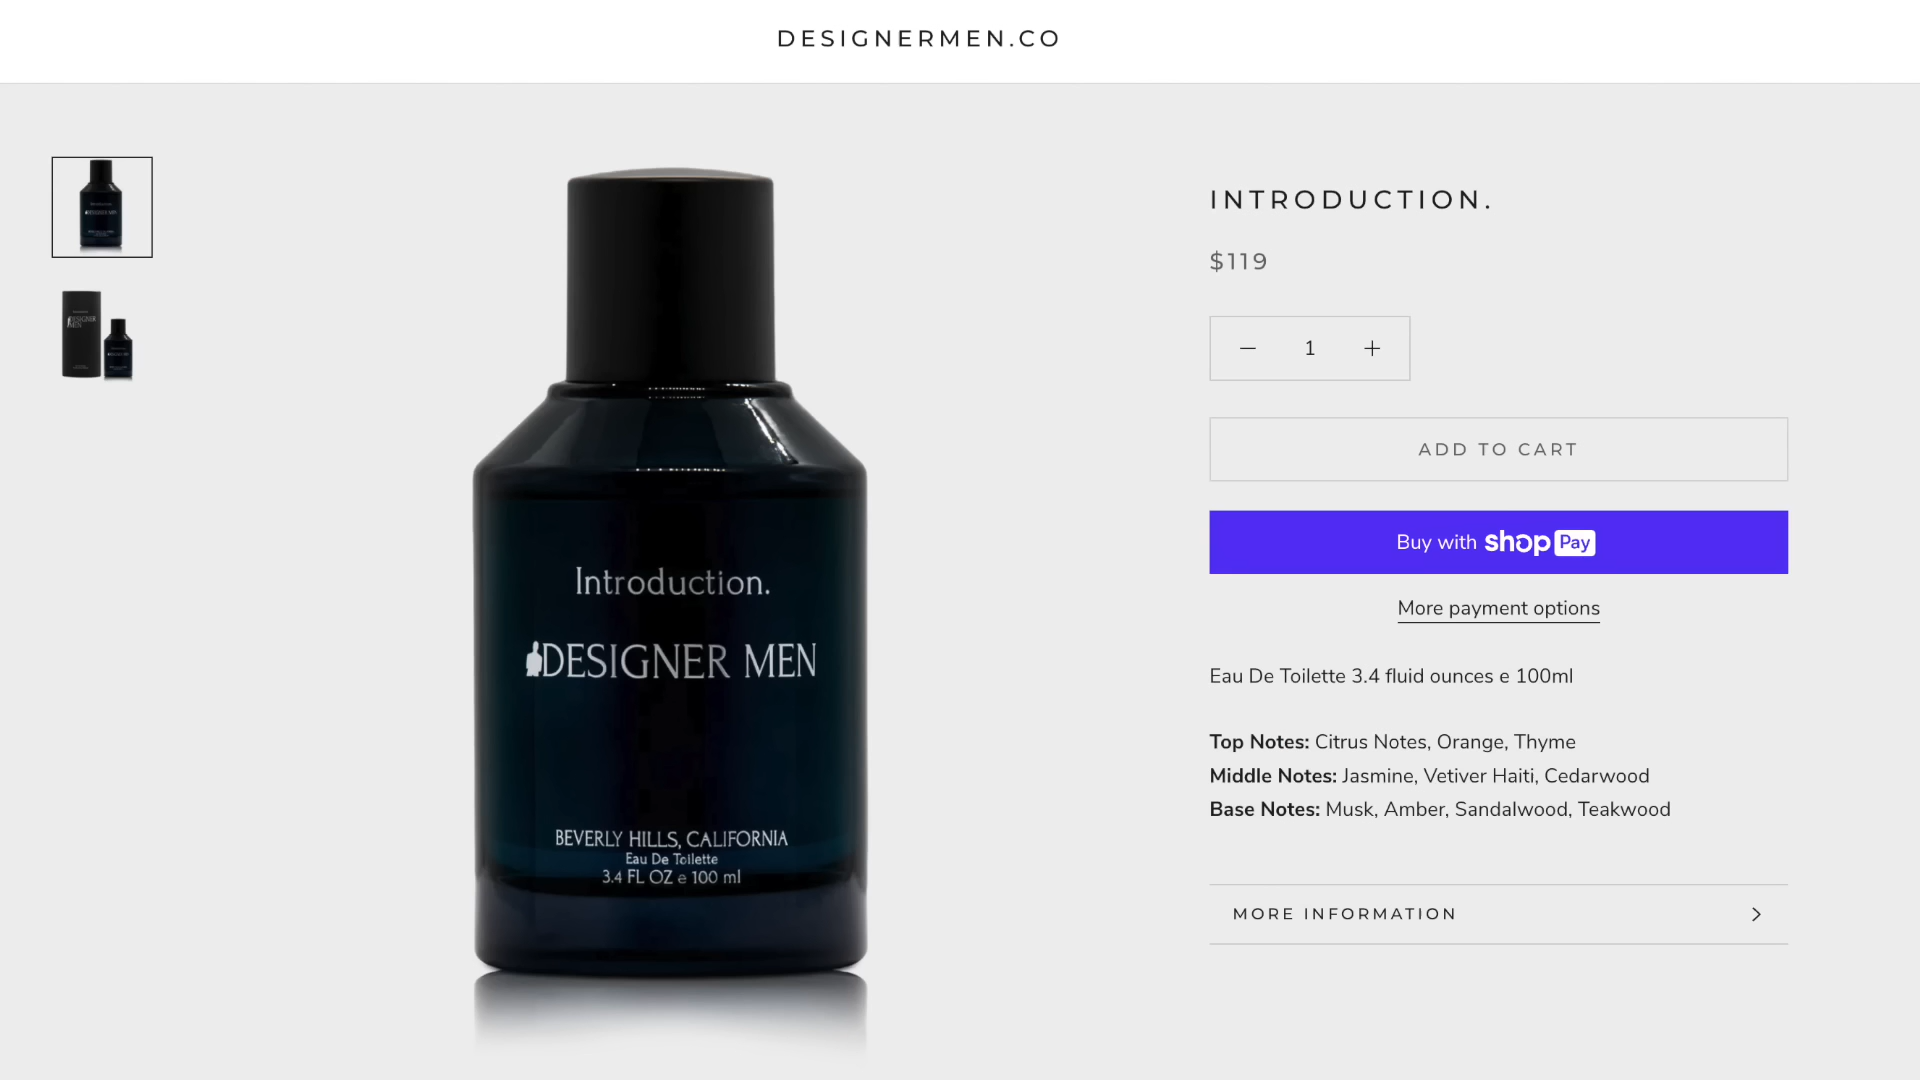 DESIGNERMEN.CO
Introduction.
DESIGNER MEN
BEVERLY HILLS, CALIFORNIA
Eau De Toilette
3.4 FL OZ e 100 ml
INTRODUCTION.
$119
1
ADD TO CART
Buy with shop Pay
More payment options
Eau De Toilette 3.4 fluid ounces e 100ml
Top Notes: Citrus Notes, Orange, Thyme
Middle Notes: Jasmine, Vetiver Haiti, Cedarwood
Base Notes: Musk, Amber, Sandalwood, Teakwood
MORE INFORMATION